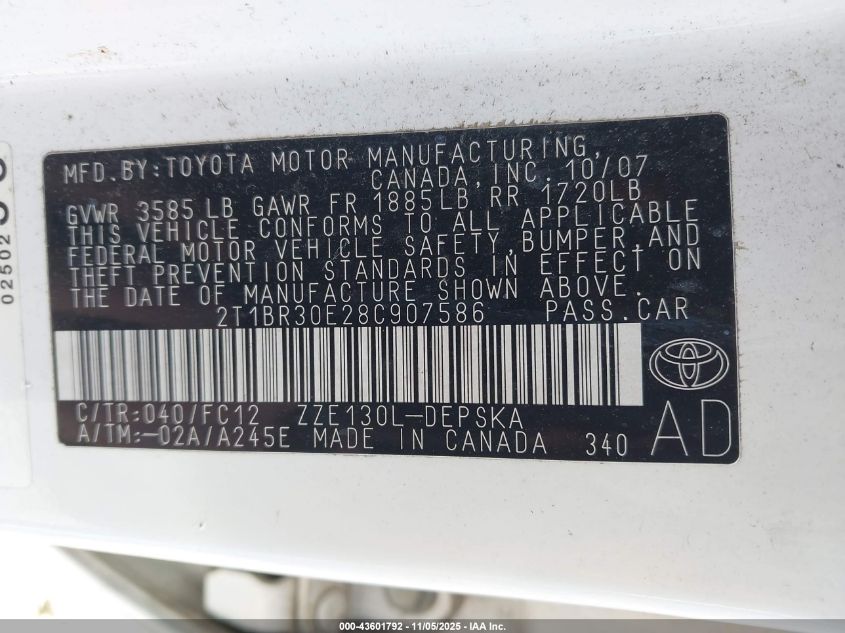 MFD.BY:TOYOTA MOTOR MANUFACTURING,
CANADA,INC. 10/07
GVWR 3585LB GAWR FR 1885LB RR 1720LB
THIS VEHICLE CONFORMS TO ALL APPLICABLE
FEDERAL MOTOR VEHICLE SAFETY,BUMPER,AND
THEFT PREVENTION STANDARDS IN EFFECT ON
THE DATE OF MANUFACTURE SHOWN ABOVE.
2T1BR30E28C907586 PASS.CAR
C/TR:040/FC12 ZZE130L-DEPSKA
A/TM:-02A/A245E MADE IN CANADA 340
AD
02502
000-43601792 - 11/05/2025 - IAA Inc.